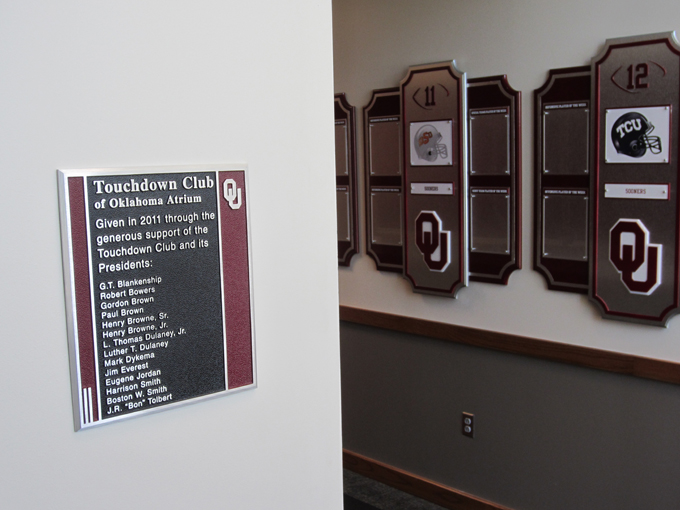 Touchdown Club
of Oklahoma Atrium
OU
Given in 2011 through the
generous support of the
Touchdown Club and its
Presidents:
G.T. Blankenship
Robert Bowers
Gordon Brown
Paul Brown
Henry Browne, Sr.
Henry Browne, Jr.
L. Thomas Dulaney, Jr.
Luther T. Dulaney
Mark Dykema
Jim Everest
Eugene Jordan
Harrison Smith
Boston W. Smith
J.R. "Bon" Tolbert
11
SOONERS
OU
12
TCU
SOONERS
OU